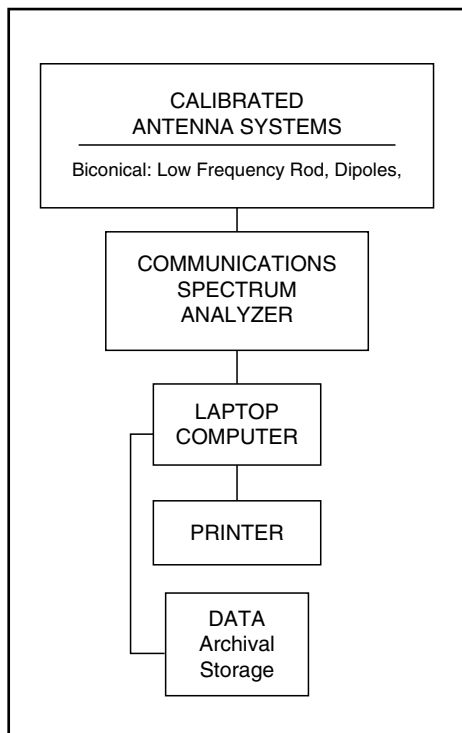 CALIBRATED
ANTENNA SYSTEMS
Biconical: Low Frequency Rod, Dipoles,
COMMUNICATIONS
SPECTRUM
ANALYZER
LAPTOP
COMPUTER
PRINTER
DATA
Archival
Storage